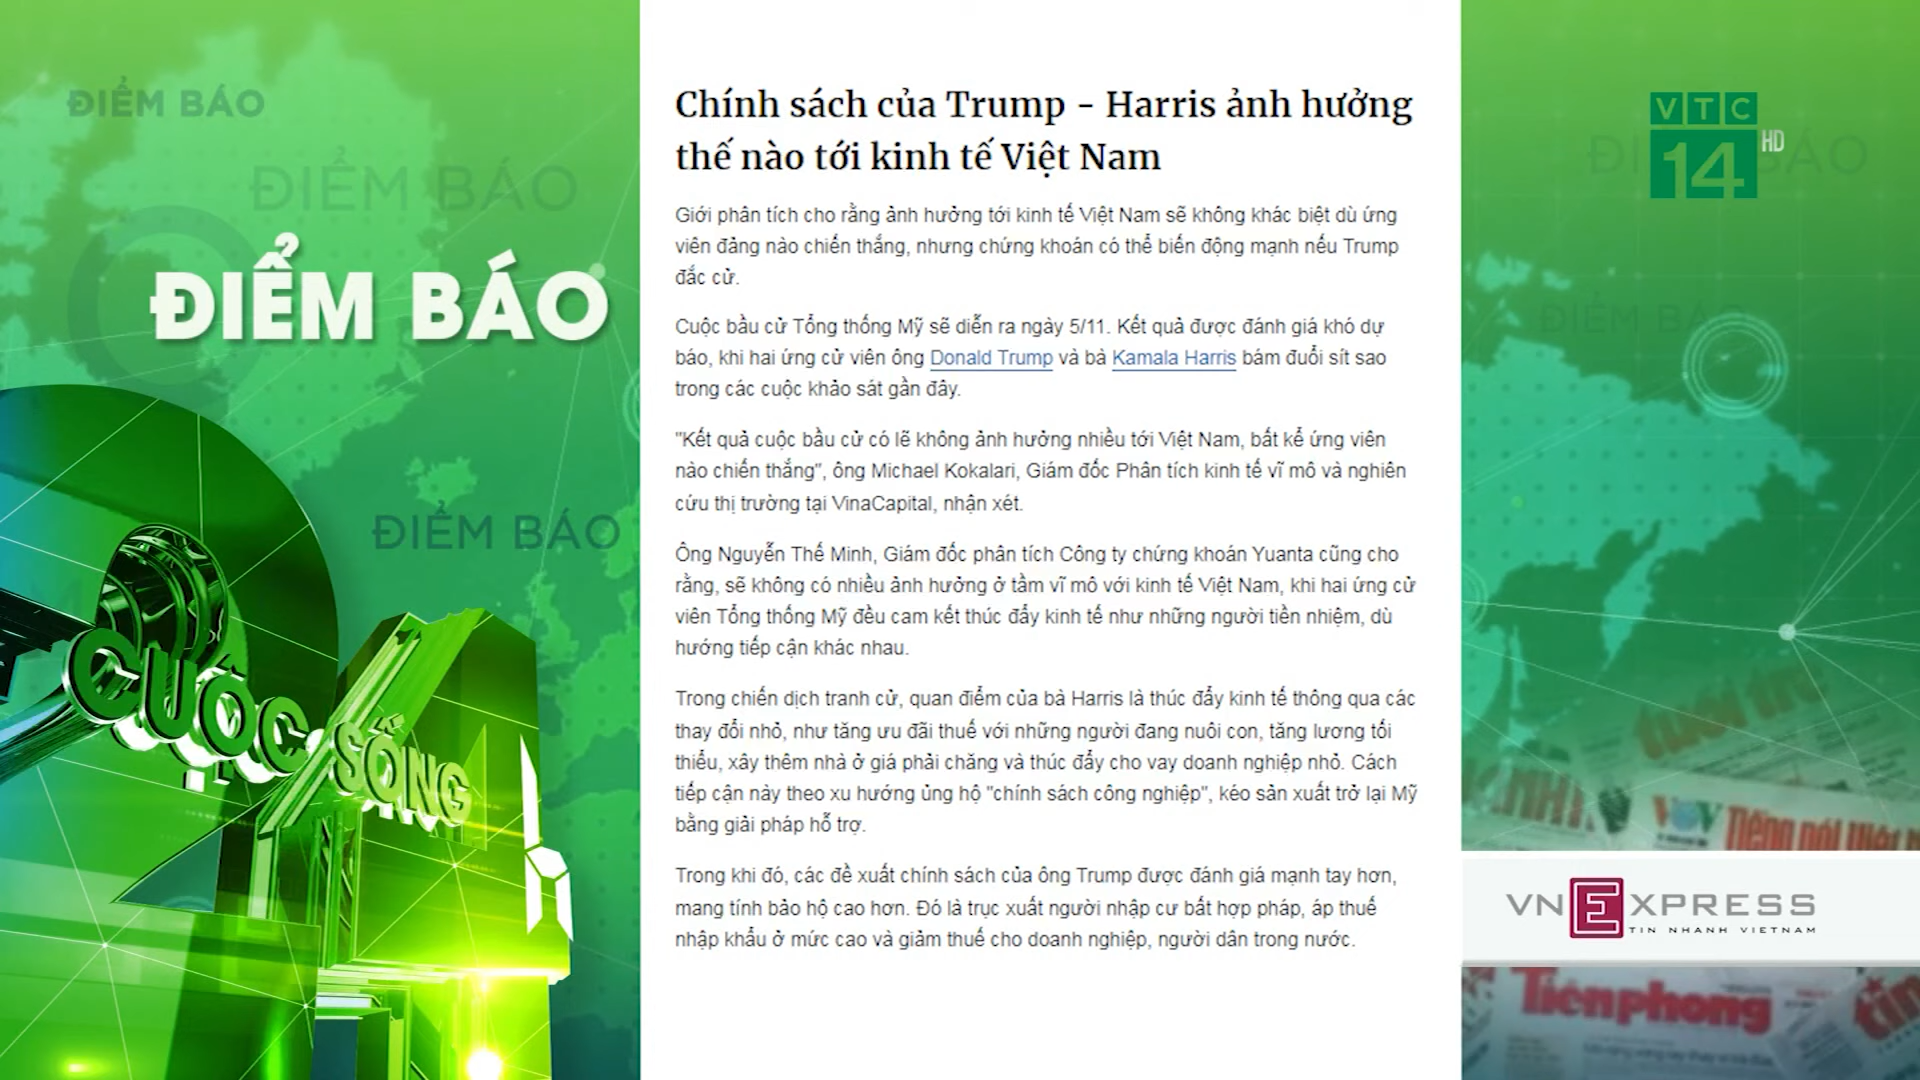 ĐIỂM BÁO
ĐIỂM BÁO
ĐIỂM BÁO
ĐIỂM BÁO
CUỘC SỐNG
24h
Chính sách của Trump - Harris ảnh hưởng
thế nào tới kinh tế Việt Nam
Giới phân tích cho rằng ảnh hưởng tới kinh tế Việt Nam sẽ không khác biệt dù ứng
viên đảng nào chiến thắng, nhưng chứng khoán có thể biến động mạnh nếu Trump
đắc cử.
Cuộc bầu cử Tổng thống Mỹ sẽ diễn ra ngày 5/11. Kết quả được đánh giá khó dự
báo, khi hai ứng cử viên ông Donald Trump và bà Kamala Harris bám đuổi sít sao
trong các cuộc khảo sát gần đây.
"Kết quả cuộc bầu cử có lẽ không ảnh hưởng nhiều tới Việt Nam, bất kể ứng viên
nào chiến thắng", ông Michael Kokalari, Giám đốc Phân tích kinh tế vĩ mô và nghiên
cứu thị trường tại VinaCapital, nhận xét.
Ông Nguyễn Thế Minh, Giám đốc phân tích Công ty chứng khoán Yuanta cũng cho
rằng, sẽ không có nhiều ảnh hưởng ở tầm vĩ mô với kinh tế Việt Nam, khi hai ứng cử
viên Tổng thống Mỹ đều cam kết thúc đẩy kinh tế như những người tiền nhiệm, dù
hướng tiếp cận khác nhau.
Trong chiến dịch tranh cử, quan điểm của bà Harris là thúc đẩy kinh tế thông qua các
thay đổi nhỏ, như tăng ưu đãi thuế với những người đang nuôi con, tăng lương tối
thiểu, xây thêm nhà ở giá phải chăng và thúc đẩy cho vay doanh nghiệp nhỏ. Cách
tiếp cận này theo xu hướng ủng hộ "chính sách công nghiệp", kéo sản xuất trở lại Mỹ
bằng giải pháp hỗ trợ.
Trong khi đó, các đề xuất chính sách của ông Trump được đánh giá mạnh tay hơn,
mang tính bảo hộ cao hơn. Đó là trục xuất người nhập cư bất hợp pháp, áp thuế
nhập khẩu ở mức cao và giảm thuế cho doanh nghiệp, người dân trong nước.
VTC
14 HD
ĐIỂM BÁO
tuổi trẻ
VOV Tiếng nói Việt
VNEXPRESS
TIN NHANH VIETNAM
Tiền phong